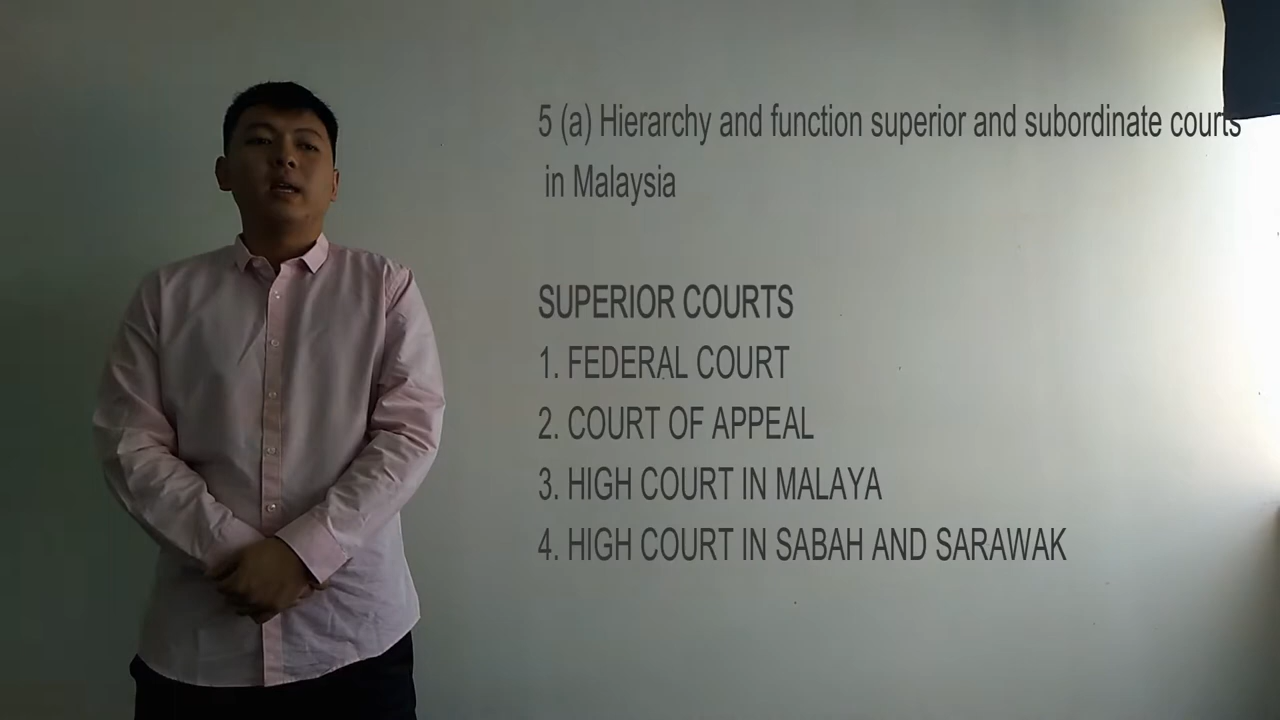 5 (a) Hierarchy and function superior and subordinate courts
in Malaysia
SUPERIOR COURTS
1. FEDERAL COURT
2. COURT OF APPEAL
3. HIGH COURT IN MALAYA
4. HIGH COURT IN SABAH AND SARAWAK